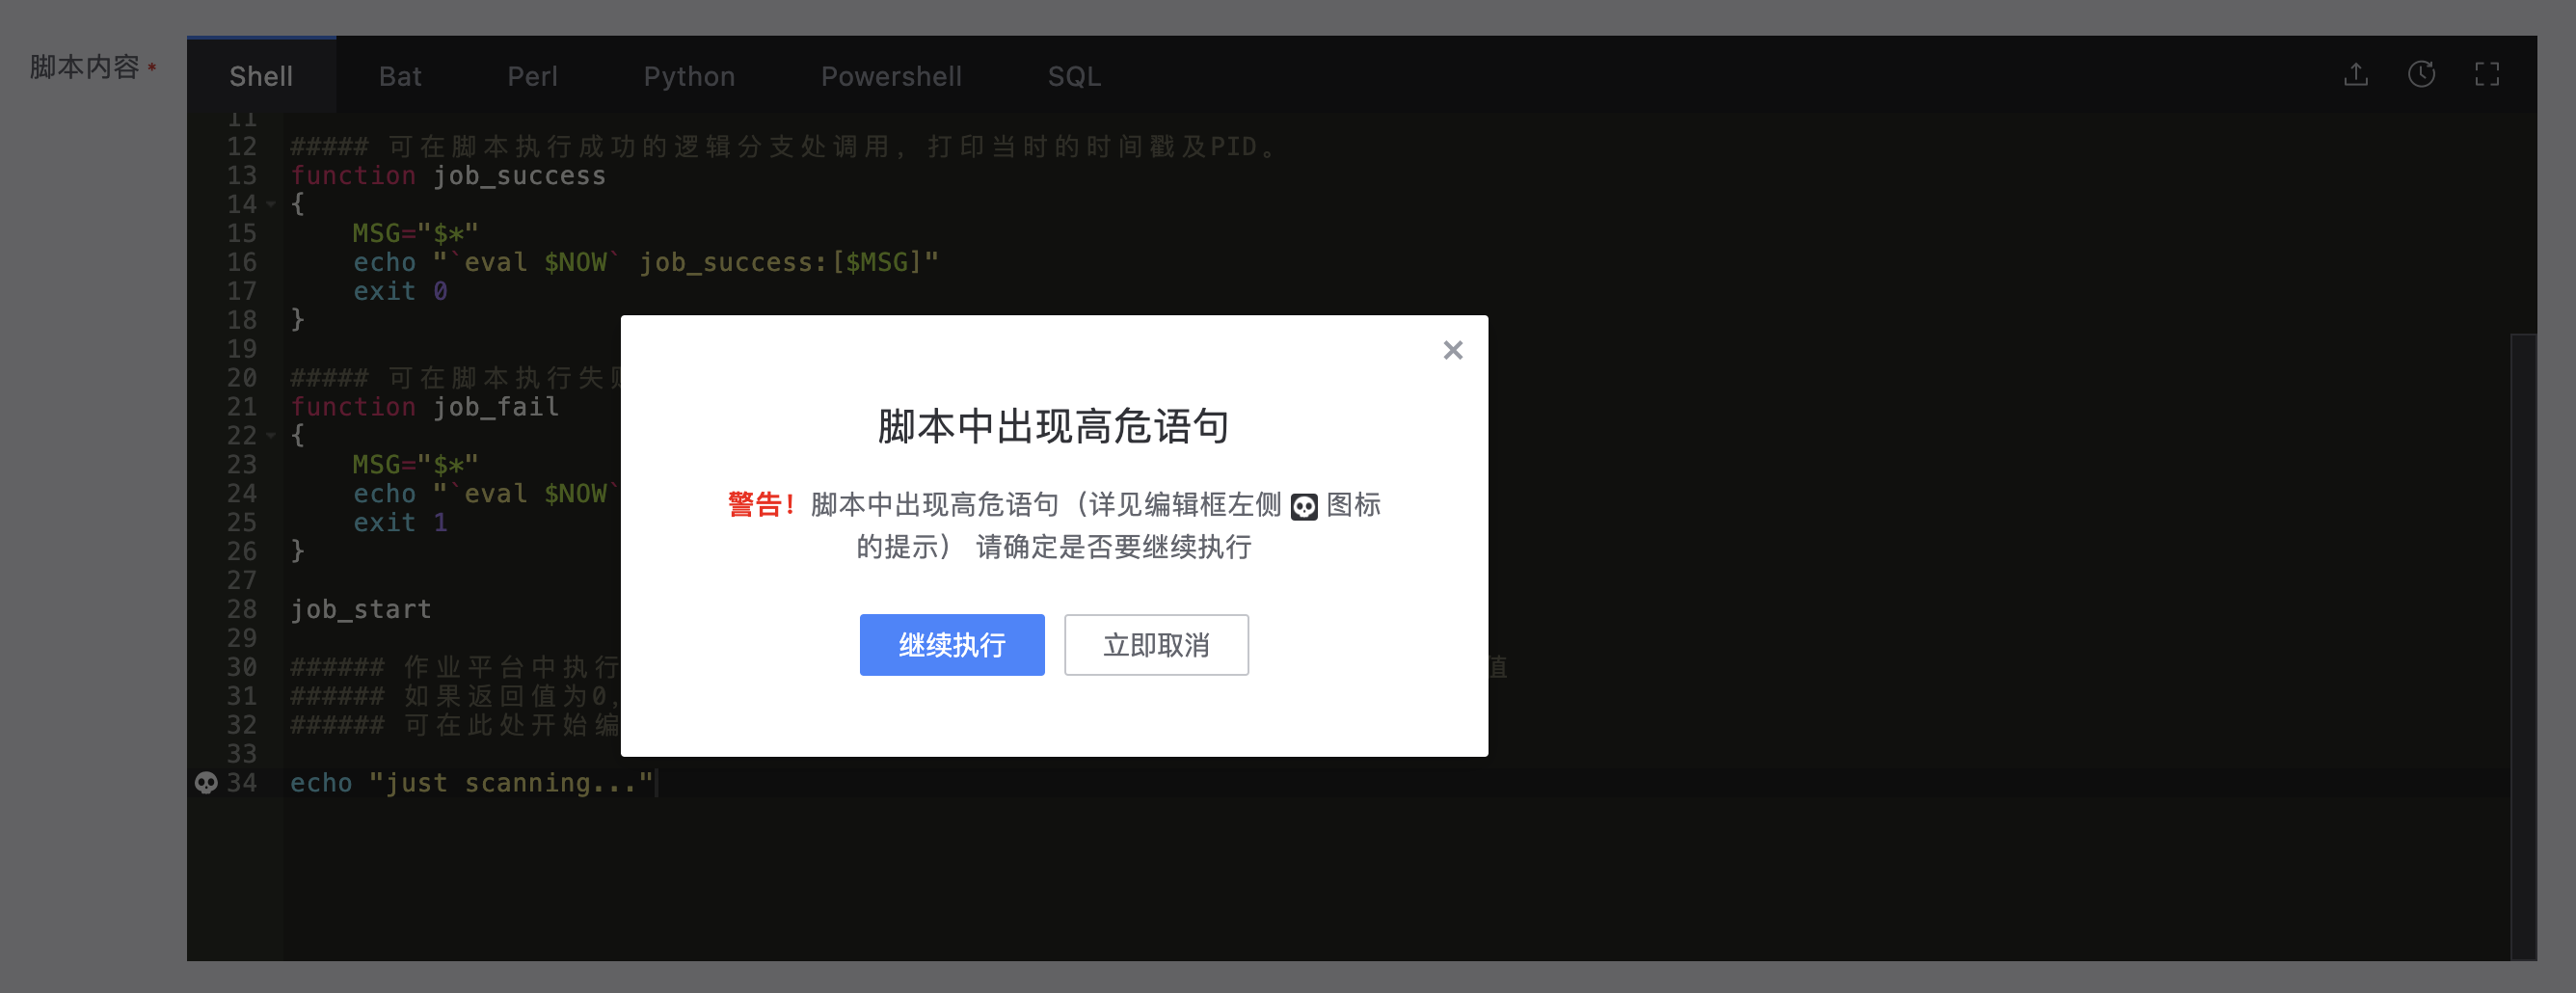 脚本内容 *
Shell Bat Perl Python Powershell SQL
11
12 ##### 可在脚本执行成功的逻辑分支处调用，打印当时的时间戳及PID。
13 function job_success
14 {
15 MSG="$*"
16 echo "`eval $NOW` job_success:[$MSG]"
17 exit 0
18 }
19
20 ##### 可在脚本执行失
21 function job_fail
22 {
23 MSG="$*"
24 echo "`eval $NOW`
25 exit 1
26 }
27
28 job_start
29
30 ###### 作业平台中执行 值
31 ###### 如果返回值为0,
32 ###### 可在此处开始编
33
34 echo "just scanning..."
脚本中出现高危语句
警告！脚本中出现高危语句（详见编辑框左侧 图标
的提示） 请确定是否要继续执行
继续执行 立即取消